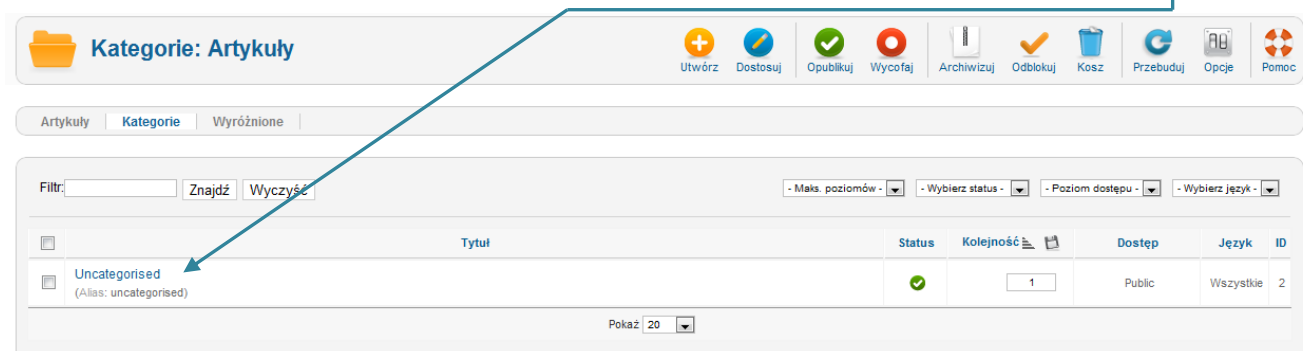 Kategorie: Artykuły
Utwórz Dostosuj Opublikuj Wycofaj Archiwizuj Odblokuj Kosz Przebuduj Opcje Pomoc
Artykuły Kategorie Wyróżnione
Filtr: Znajdź Wyczyść - Maks. poziomów - - Wybierz status - - Poziom dostępu - - Wybierz język -
Tytuł Status Kolejność Dostęp Język ID
Uncategorised 1 Public Wszystkie 2
(Alias: uncategorised)
Pokaż 20